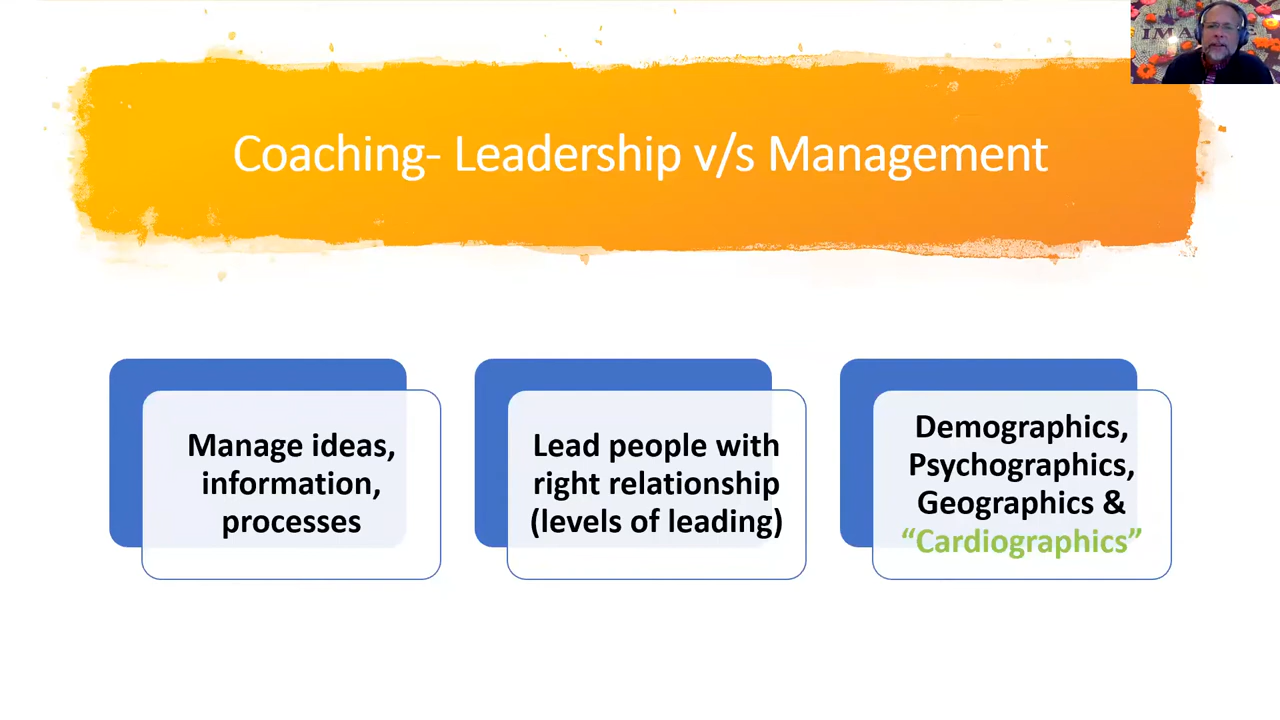 Coaching- Leadership v/s Management
Manage ideas,
information,
processes
Lead people with
right relationship
(levels of leading)
Demographics,
Psychographics,
Geographics &
“Cardiographics”